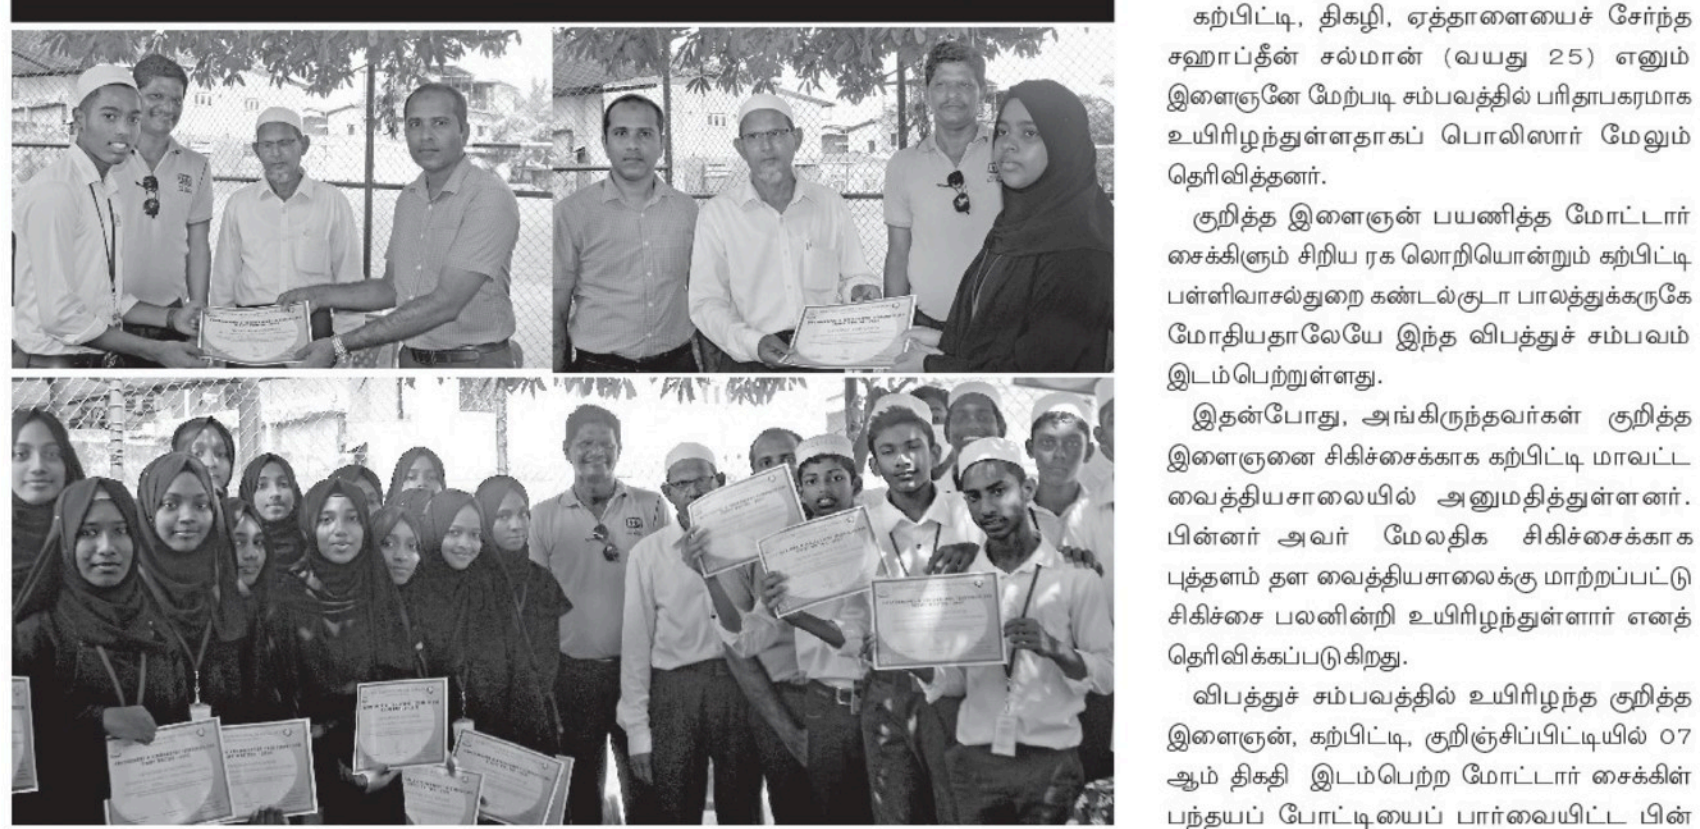 கற்பிட்டி, திகழி, ஏத்தாளையைச் சேர்ந்த
சஹாப்தீன் சல்மான் (வயது 25) எனும்
இளைஞனே மேற்படி சம்பவத்தில் பரிதாபகரமாக
உயிரிழந்துள்ளதாகப் பொலிஸார் மேலும்
தெரிவித்தனர்.
குறித்த இளைஞன் பயணித்த மோட்டார்
சைக்கிளும் சிறிய ரக லொறியொன்றும் கற்பிட்டி
பள்ளிவாசல்துறை கண்டல்குடா பாலத்துக்கருகே
மோதியதாலேயே இந்த விபத்துச் சம்பவம்
இடம்பெற்றுள்ளது.
இதன்போது, அங்கிருந்தவர்கள் குறித்த
இளைஞனை சிகிச்சைக்காக கற்பிட்டி மாவட்ட
வைத்தியசாலையில் அனுமதித்துள்ளனர்.
பின்னர் அவர் மேலதிக சிகிச்சைக்காக
புத்தளம் தள வைத்தியசாலைக்கு மாற்றப்பட்டு
சிகிச்சை பலனின்றி உயிரிழந்துள்ளார் எனத்
தெரிவிக்கப்படுகிறது.
விபத்துச் சம்பவத்தில் உயிரிழந்த குறித்த
இளைஞன், கற்பிட்டி, குறிஞ்சிப்பிட்டியில் 07
ஆம் திகதி இடம்பெற்ற மோட்டார் சைக்கிள்
பந்தயப் போட்டியைப் பார்வையிட்ட பின்